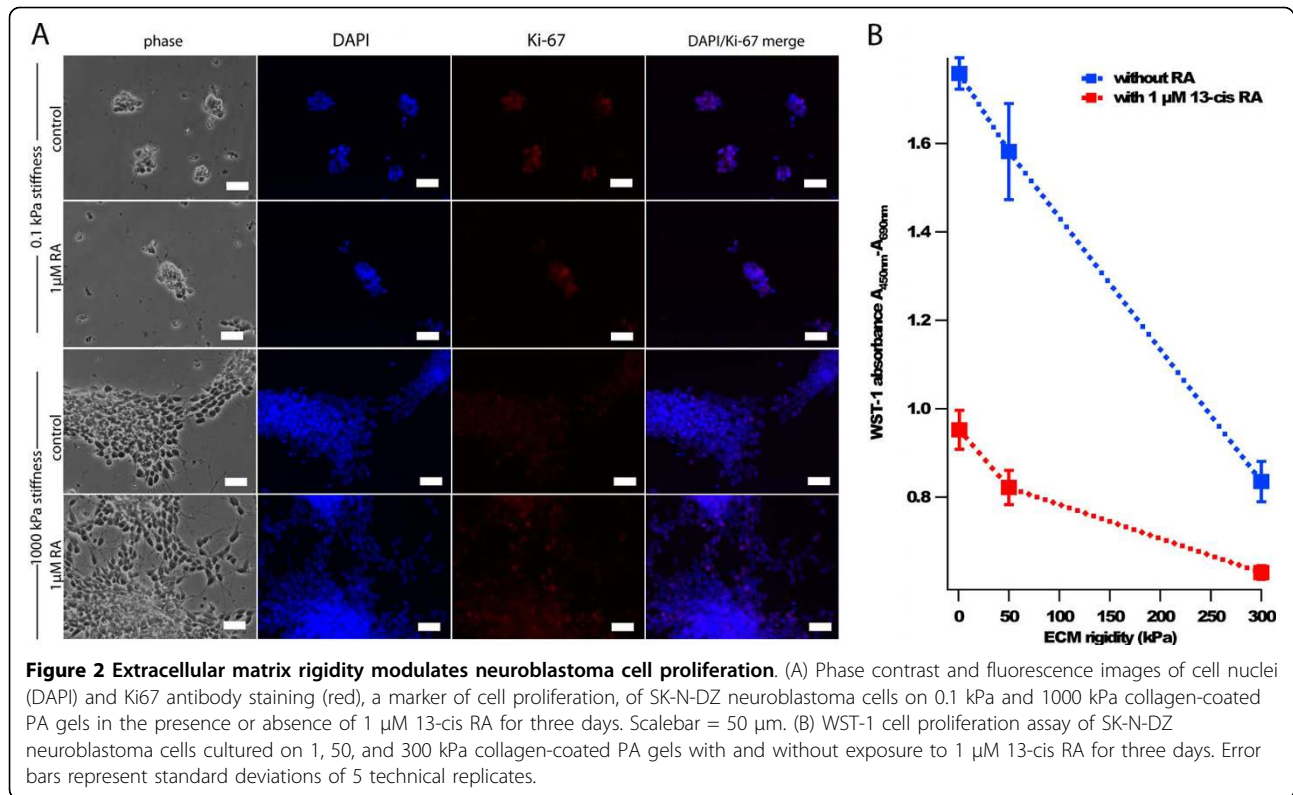 A
phase
DAPI
Ki-67
DAPI/Ki-67 merge
0.1 kPa stiffness
control
1µM RA
1000 kPa stiffness
control
1µM RA
B
without RA
with 1 µM 13-cis RA
WST-1 absorbance A450nm-A690nm
1.6
1.4
1.2
1.0
0.8
0
50
100
150
200
250
300
ECM rigidity (kPa)
Figure 2 Extracellular matrix rigidity modulates neuroblastoma cell proliferation. (A) Phase contrast and fluorescence images of cell nuclei
(DAPI) and Ki67 antibody staining (red), a marker of cell proliferation, of SK-N-DZ neuroblastoma cells on 0.1 kPa and 1000 kPa collagen-coated
PA gels in the presence or absence of 1 µM 13-cis RA for three days. Scalebar = 50 µm. (B) WST-1 cell proliferation assay of SK-N-DZ
neuroblastoma cells cultured on 1, 50, and 300 kPa collagen-coated PA gels with and without exposure to 1 µM 13-cis RA for three days. Error
bars represent standard deviations of 5 technical replicates.